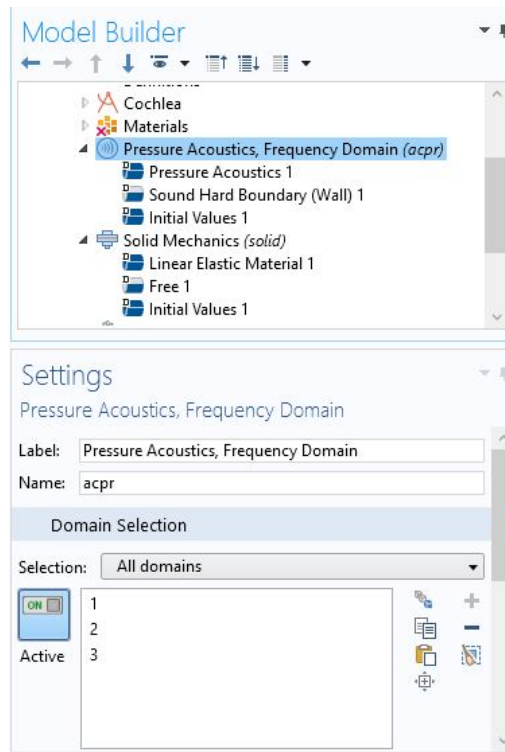 Model Builder
Definitions
Cochlea
Materials
Pressure Acoustics, Frequency Domain (acpr)
Pressure Acoustics 1
Sound Hard Boundary (Wall) 1
Initial Values 1
Solid Mechanics (solid)
Linear Elastic Material 1
Free 1
Initial Values 1
Settings
Pressure Acoustics, Frequency Domain
Label: Pressure Acoustics, Frequency Domain
Name: acpr
Domain Selection
Selection: All domains
ON
1
2
3
Active